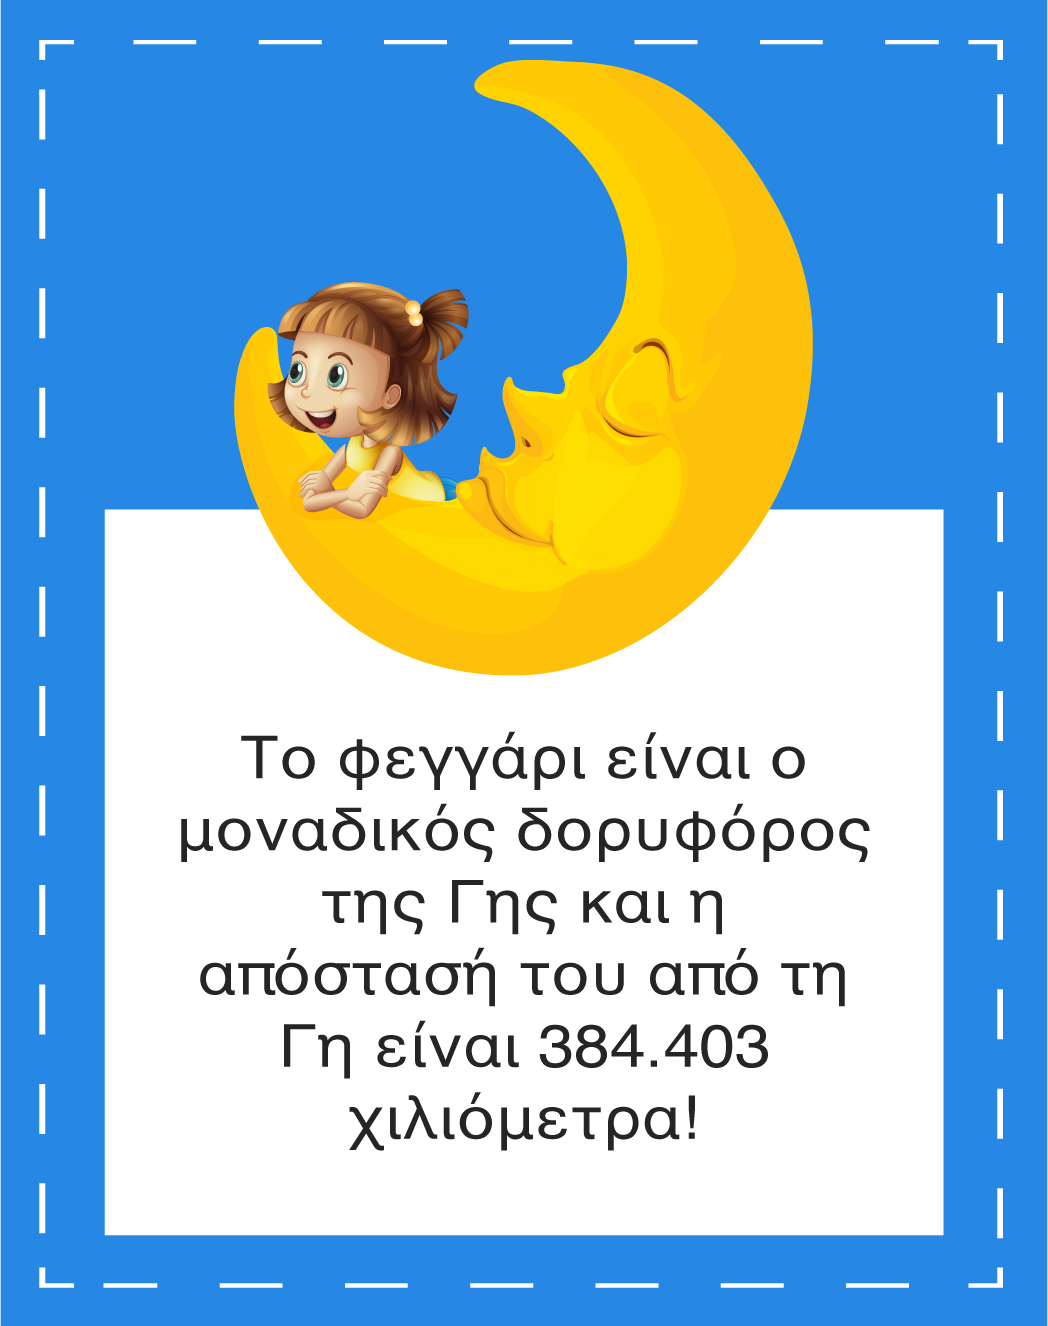 Το φεγγάρι είναι ο
μοναδικός δορυφόρος
της Γης και η
απόστασή του από τη
Γη είναι 384.403
χιλιόμετρα!